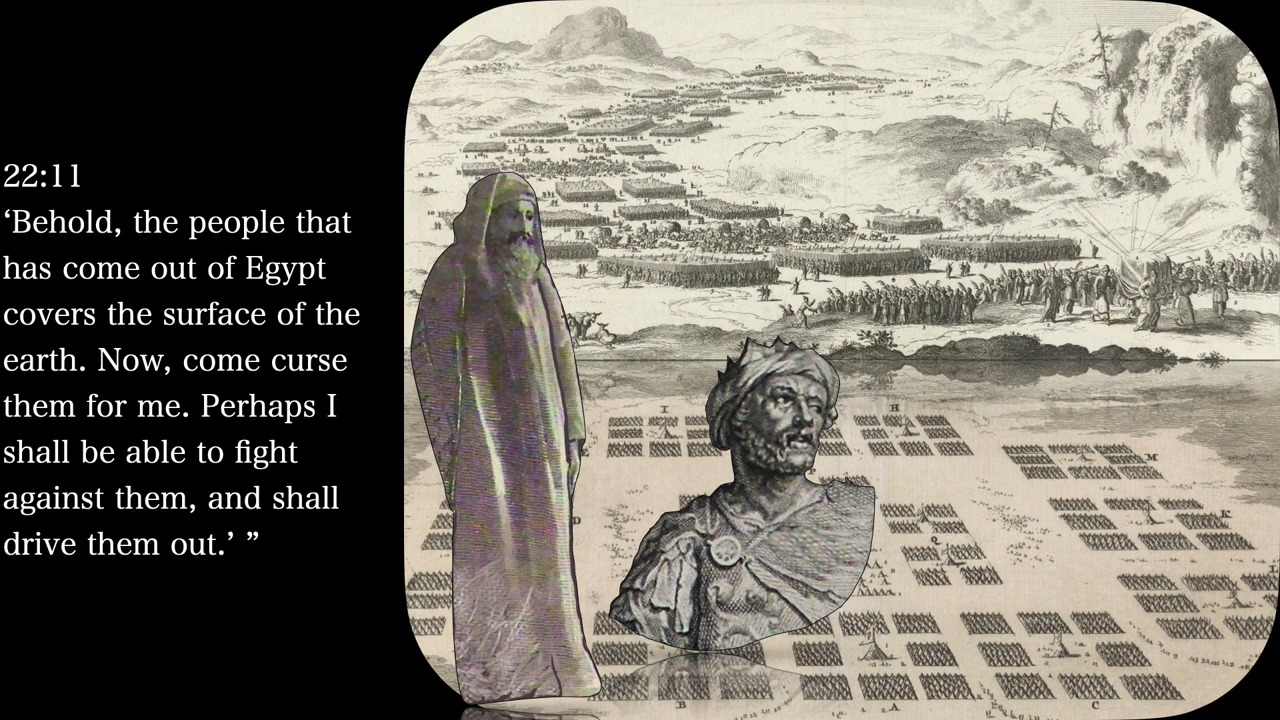 22:11
‘Behold, the people that
has come out of Egypt
covers the surface of the
earth. Now, come curse
them for me. Perhaps I
shall be able to fight
against them, and shall
drive them out.’ ”
I
H
M
K
D
Q
B
A
C